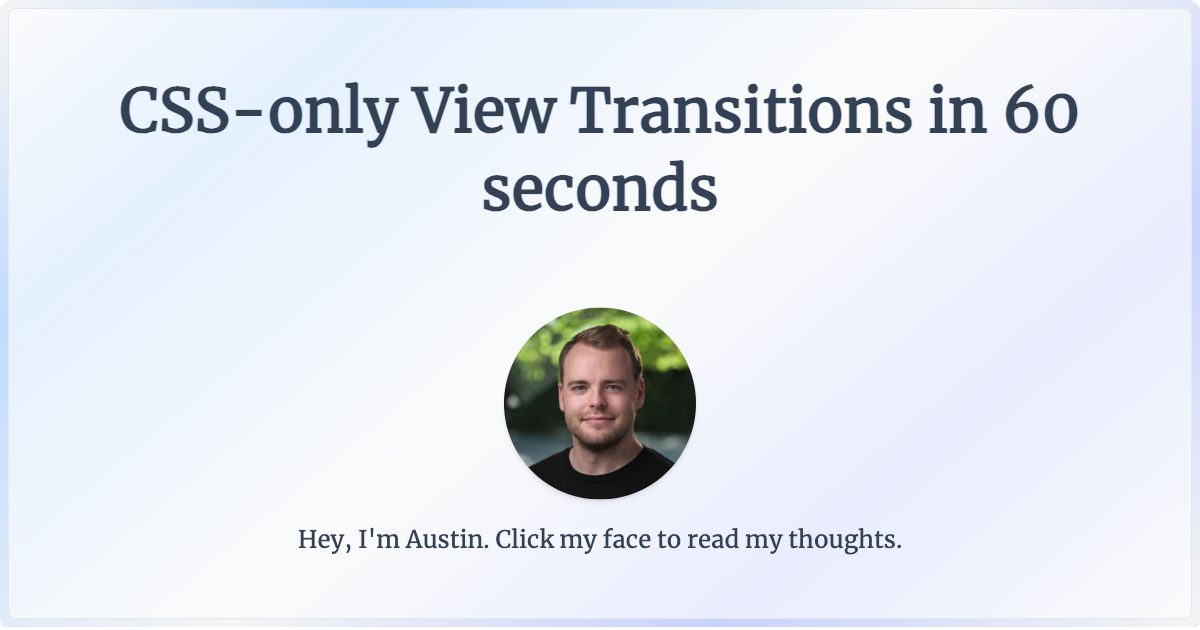 CSS-only View Transitions in 60
seconds
Hey, I'm Austin. Click my face to read my thoughts.